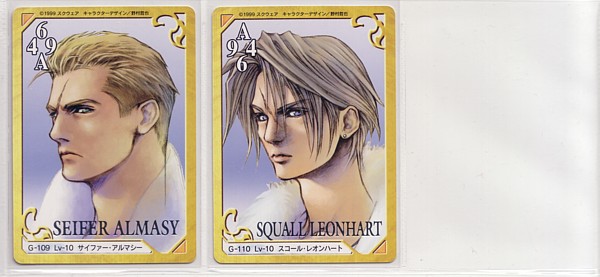 ©1999 スクウェア キャラクターデザイン/野村哲也
6
4 9
A
SEIFER ALMASY
G-109 Lv-10 サイファー・アルマシー
©1999 スクウェア キャラクターデザイン/野村哲也
A
9 4
6
SQUALL LEONHART
G-110 Lv-10 スコール・レオンハート